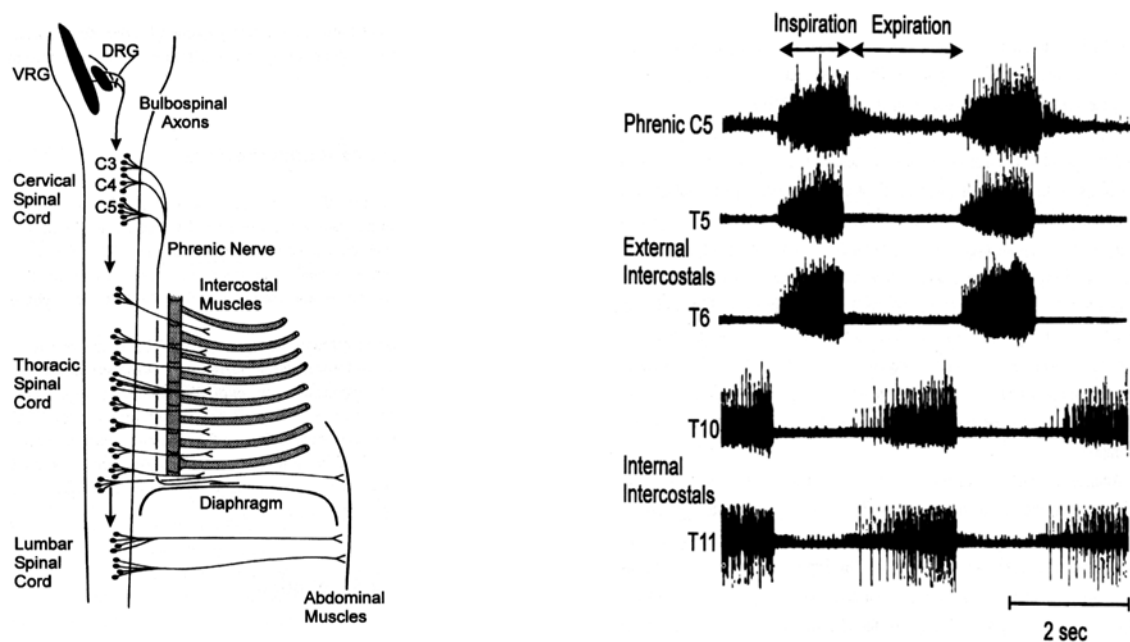 DRG
VRG
Bulbospinal
Axons
C3
C4
C5
Cervical
Spinal
Cord
Phrenic Nerve
Intercostal
Muscles
Thoracic
Spinal
Cord
Diaphragm
Lumbar
Spinal
Cord
Abdominal
Muscles
Inspiration
Expiration
Phrenic C5
T5
External
Intercostals
T6
T10
Internal
Intercostals
T11
2 sec